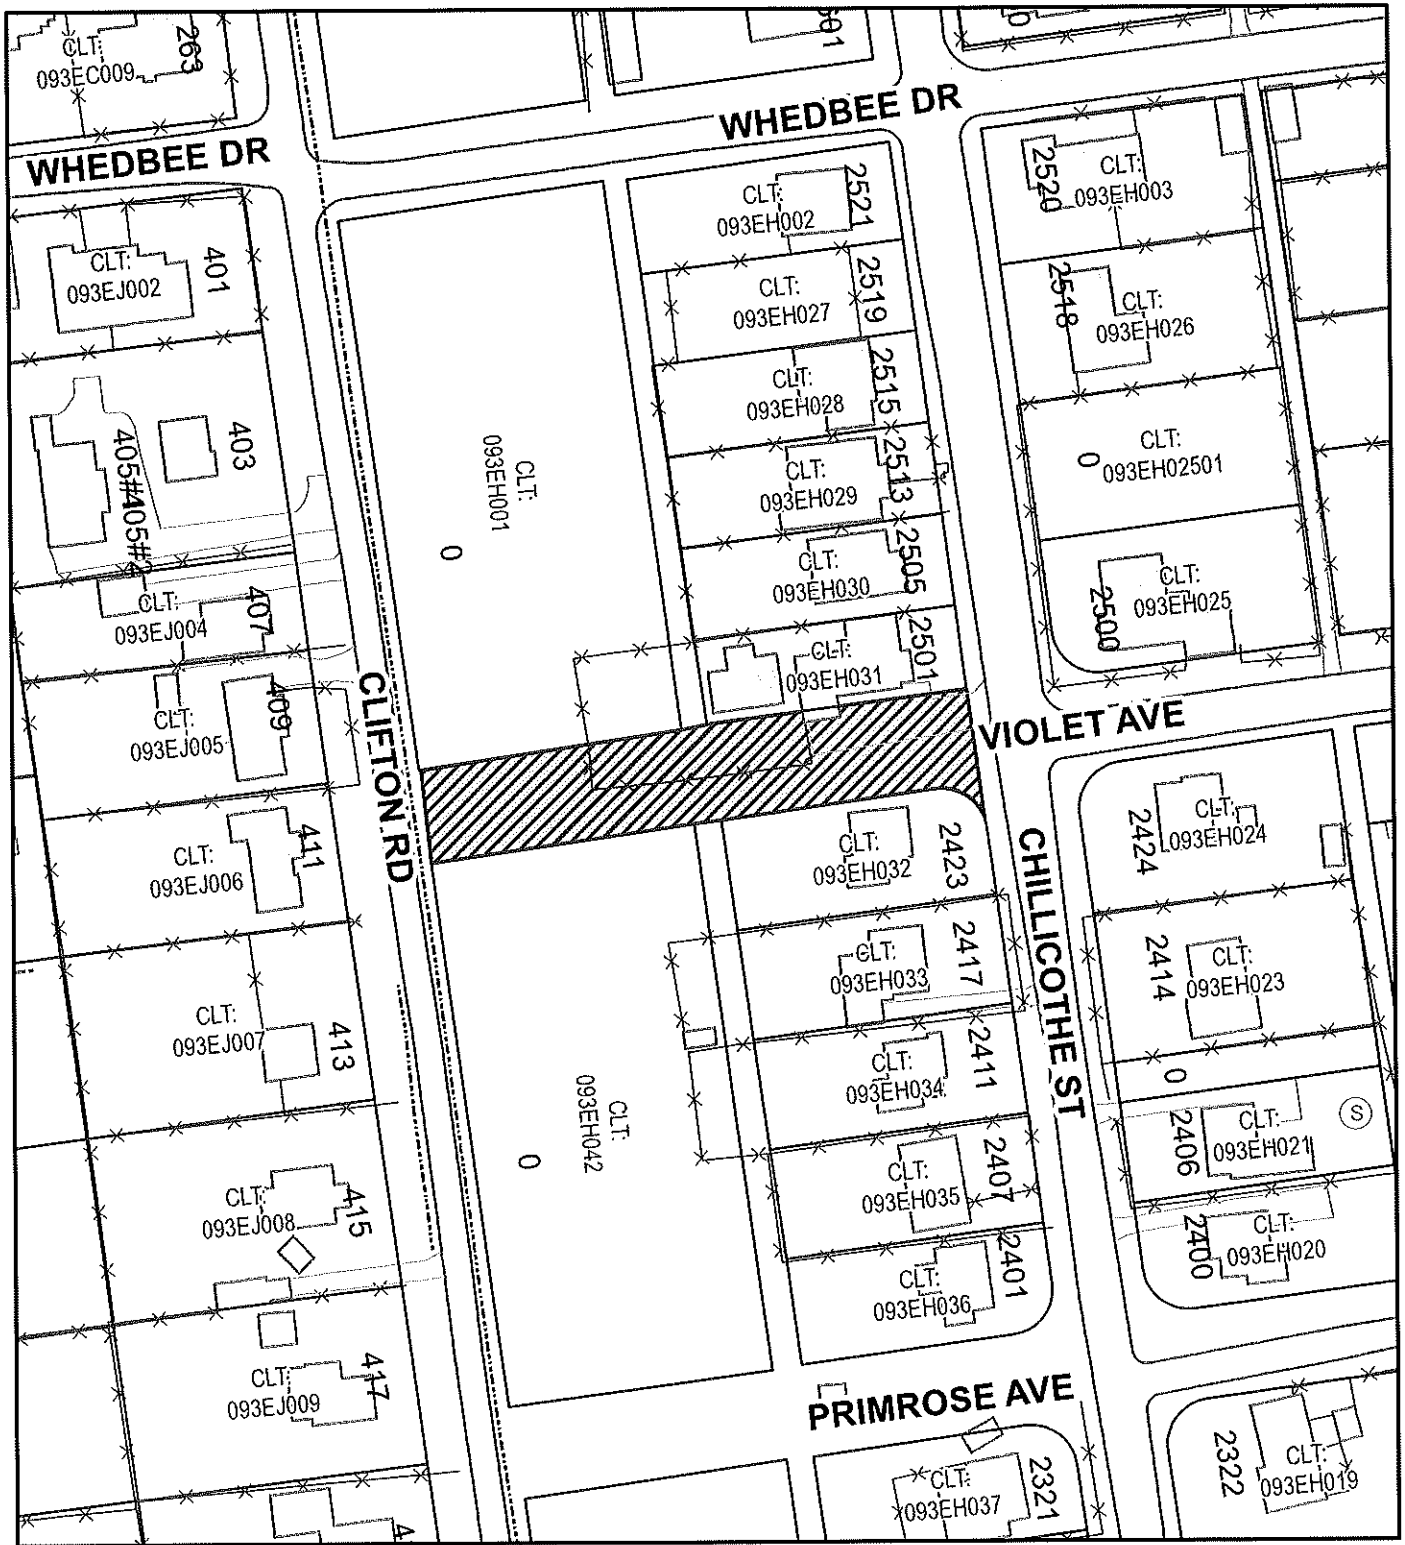 CLT:
093EC009
263
WHEDBEE DR
WHEDBEE DR
CLT:
093EH002
2521
2520
CLT:
093EH003
401
CLT:
093EJ002
CLT:
093EH027
2519
2518
CLT:
093EH026
403
405#2
CLT:
093EH001
0
CLT:
093EH028
2515
CLT:
093EH029
2513
0
CLT:
093EH02501
CLT:
093EH030
2505
2500
CLT:
093EH025
CLT:
093EJ004
407
CLT:
093EH031
2501
CLT:
093EJ005
409
CLIFTON RD
VIOLET AVE
CLT:
093EJ006
411
CLT:
093EH032
2423
2424
CLT:
093EH024
CHILLICOTHE ST
CLT:
093EH033
2417
2414
CLT:
093EH023
CLT:
093EJ007
413
CLT:
093EH042
0
CLT:
093EH034
2411
0
S
2406
CLT:
093EH021
CLT:
093EH035
2407
CLT:
093EJ008
415
2400
CLT:
093EH020
CLT:
093EH036
2401
CLT:
093EJ009
417
PRIMROSE AVE
CLT:
093EH037
2321
2322
CLT:
093EH019